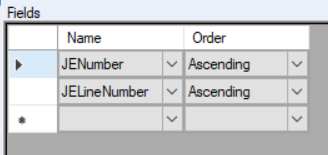 Fields
Name Order
JENumber Ascending
JELineNumber Ascending